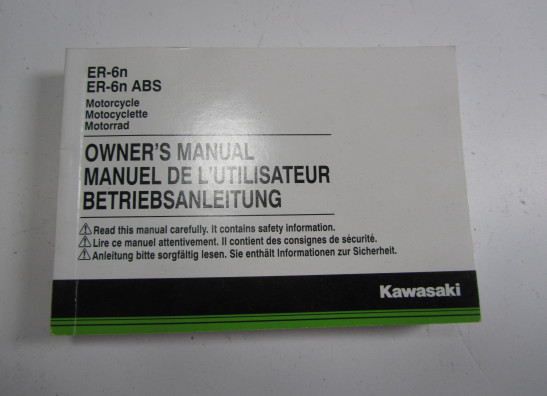 ER-6n
ER-6n ABS
Motorcycle
Motocyclette
Motorrad
OWNER'S MANUAL
MANUEL DE L'UTILISATEUR
BETRIEBSANLEITUNG
Read this manual carefully. It contains safety information.
Lire ce manuel attentivement. Il contient des consignes de sécurité.
Anleitung bitte sorgfältig lesen. Sie enthält Informationen zur Sicherheit.
Kawasaki